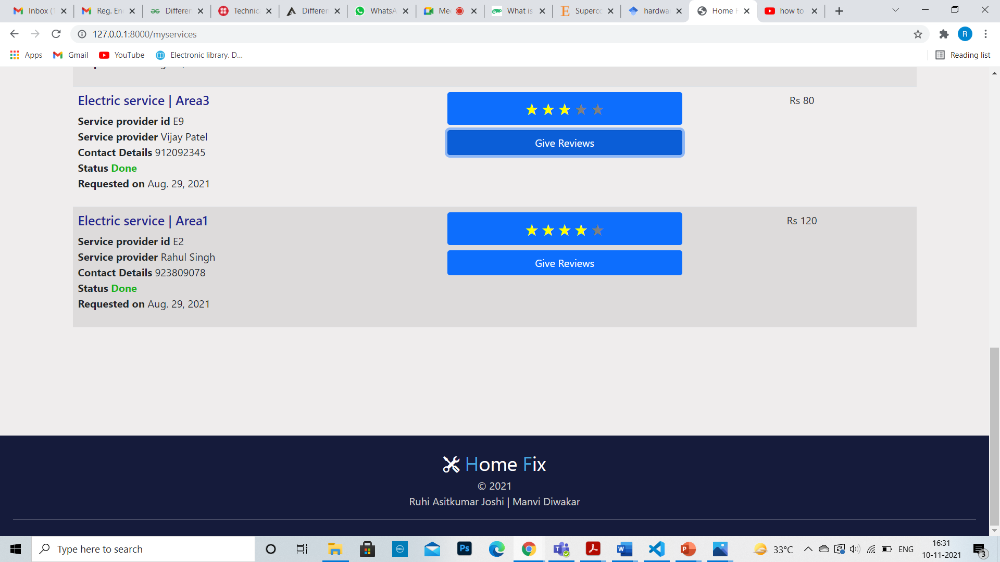 Inbox (1
Reg. En
Differen
Technic
Differen
WhatsA
Mee
What is
Superco
hardwa
Home F
how to
127.0.0.1:8000/myservices
Apps
Gmail
YouTube
Electronic library. D...
Reading list
Electric service | Area3
Rs 80
Service provider id E9
Service provider Vijay Patel
Give Reviews
Contact Details 912092345
Status Done
Requested on Aug. 29, 2021
Electric service | Area1
Rs 120
Service provider id E2
Service provider Rahul Singh
Give Reviews
Contact Details 923809078
Status Done
Requested on Aug. 29, 2021
Home Fix
© 2021
Ruhi Asitkumar Joshi | Manvi Diwakar
Type here to search
33°C
ENG
16:31
10-11-2021
3